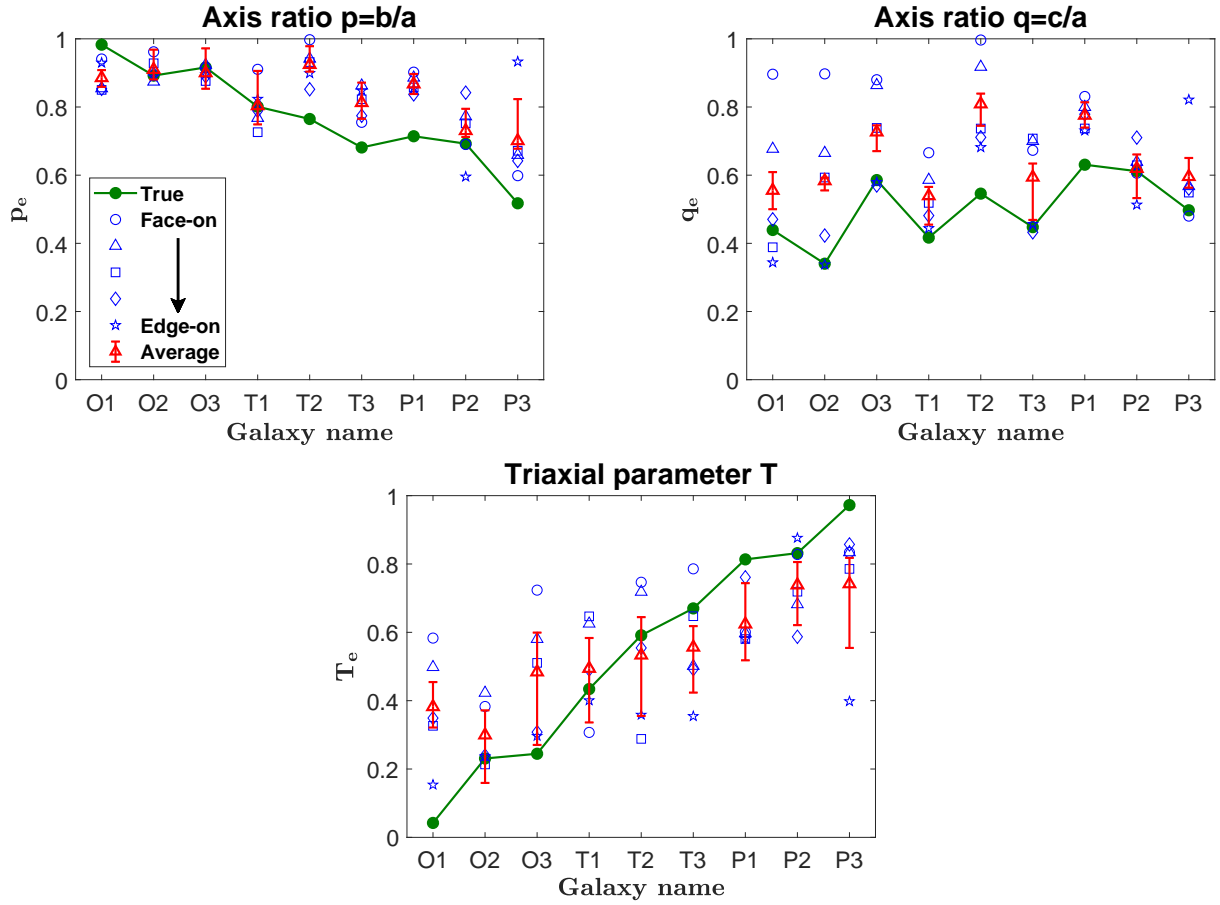 Axis ratio p=b/a
1
0.8
0.6
0.4
0.2
0
p_e
True
Face-on
Edge-on
Average
O1 O2 O3 T1 T2 T3 P1 P2 P3
Galaxy name
Axis ratio q=c/a
1
0.8
0.6
0.4
0.2
0
q_e
O1 O2 O3 T1 T2 T3 P1 P2 P3
Galaxy name
Triaxial parameter T
1
0.8
0.6
0.4
0.2
0
T_e
O1 O2 O3 T1 T2 T3 P1 P2 P3
Galaxy name